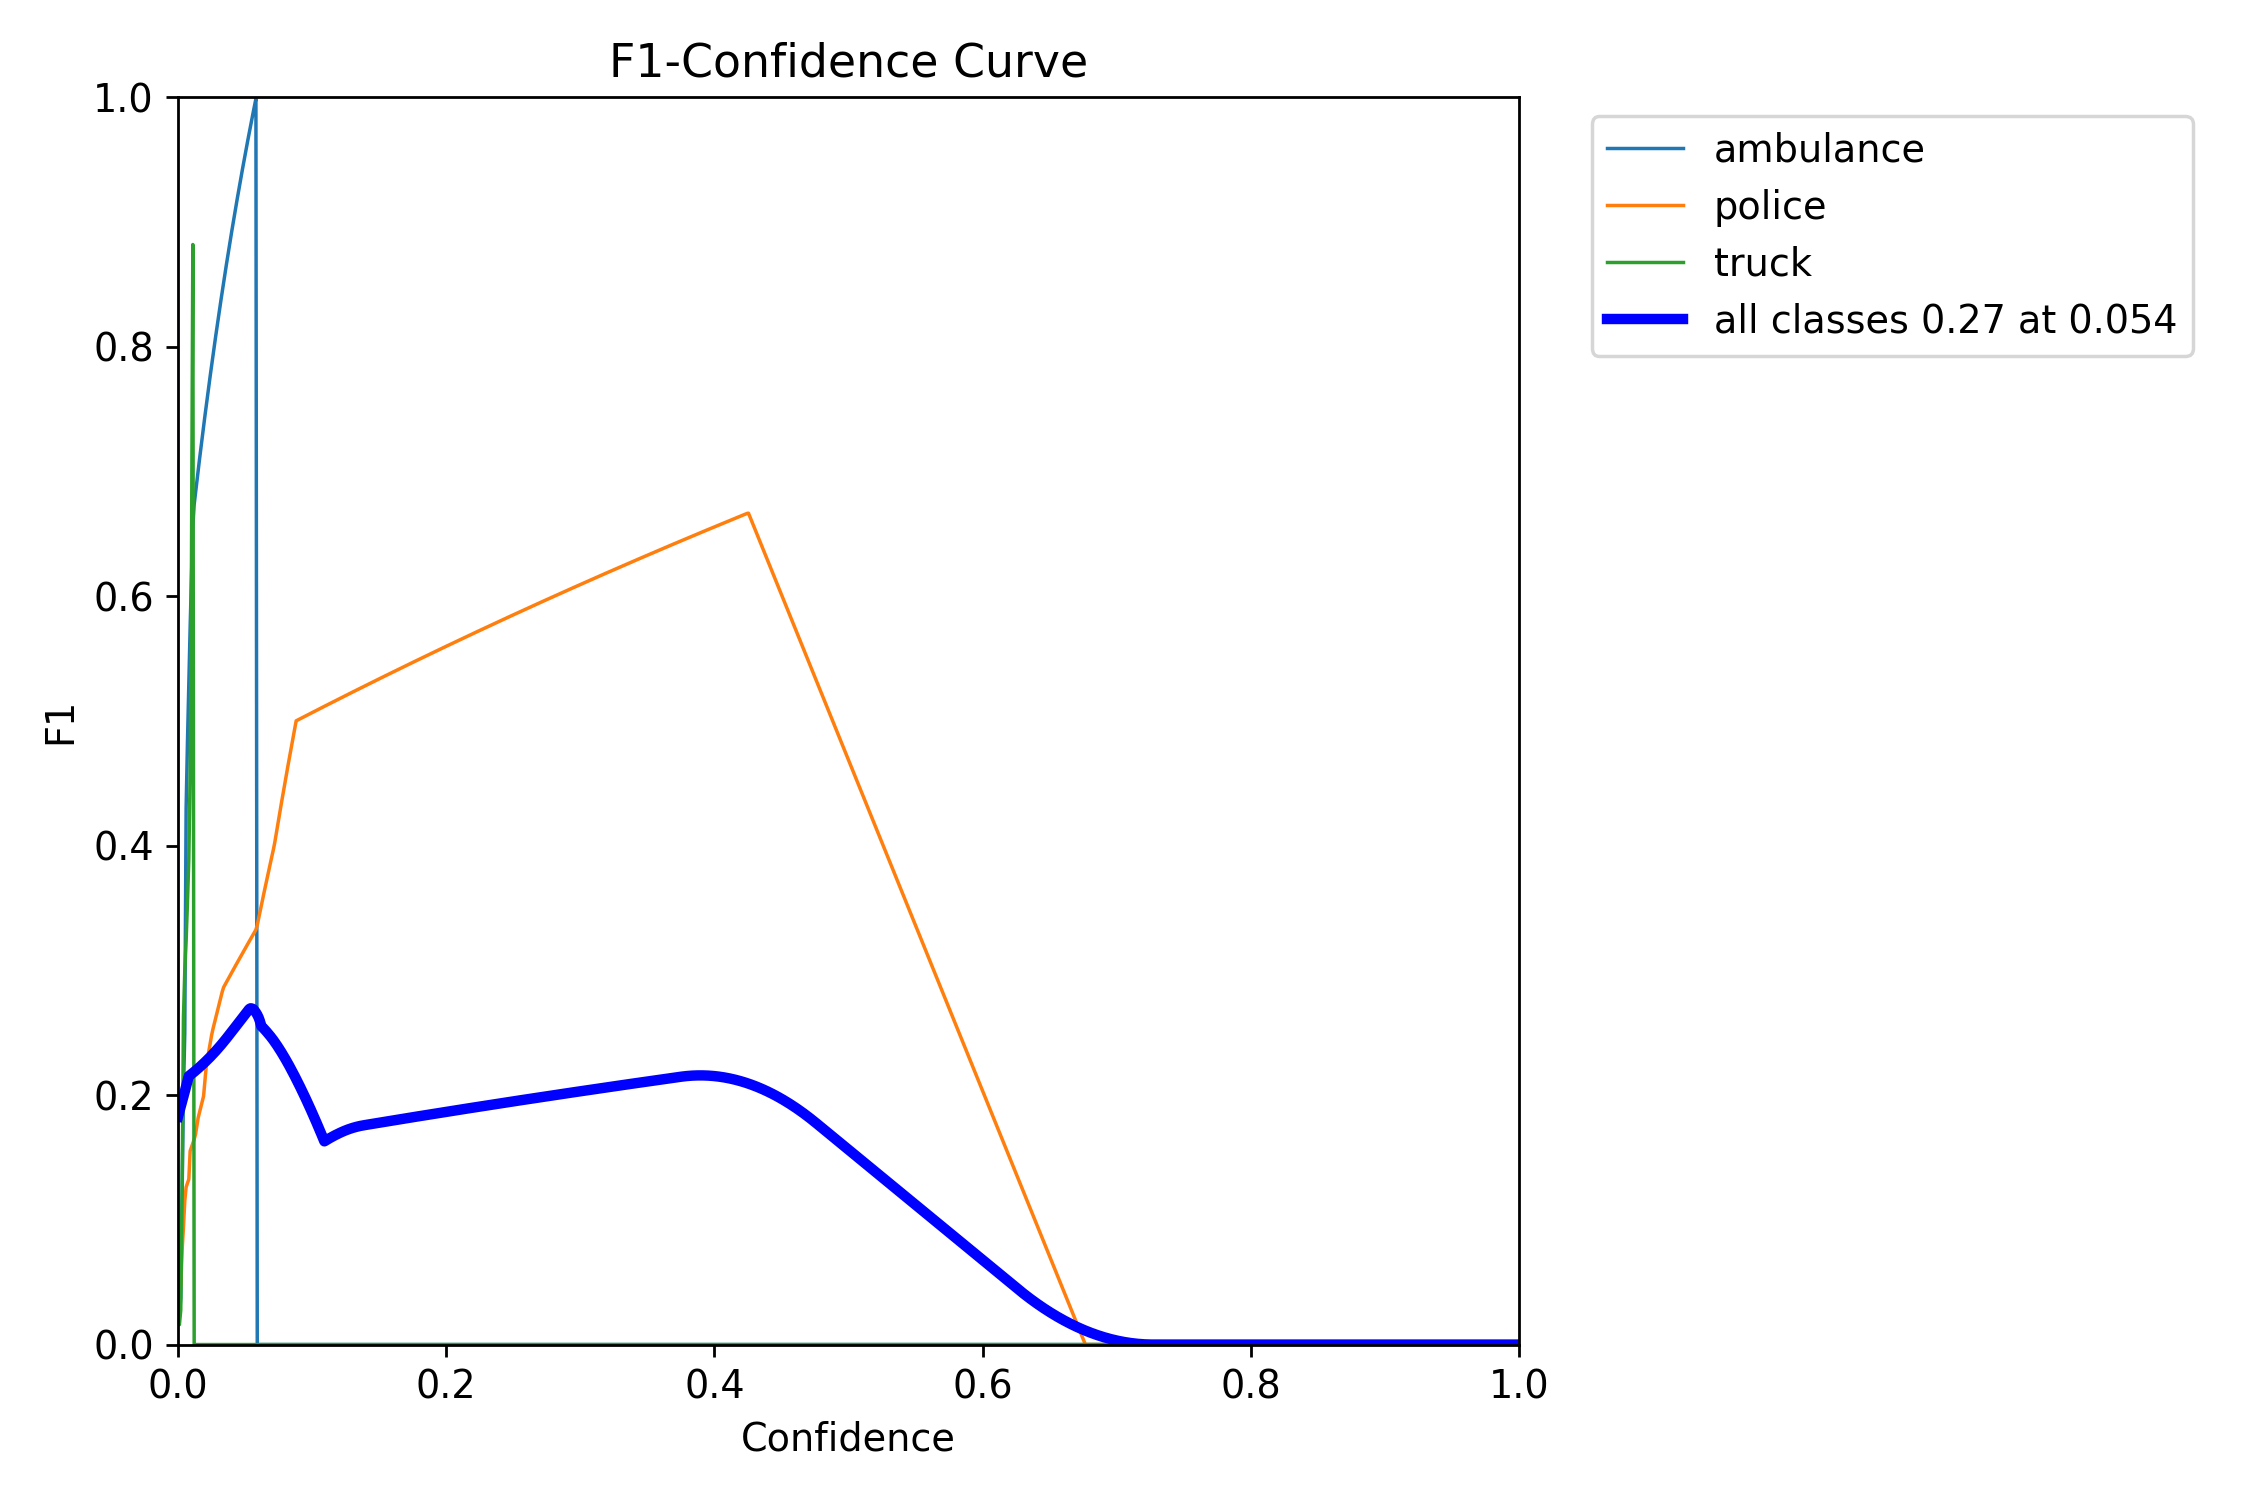 F1-Confidence Curve
1.0
0.8
0.6
0.4
0.2
0.0
F1
0.0 0.2 0.4 0.6 0.8 1.0
Confidence
ambulance
police
truck
all classes 0.27 at 0.054